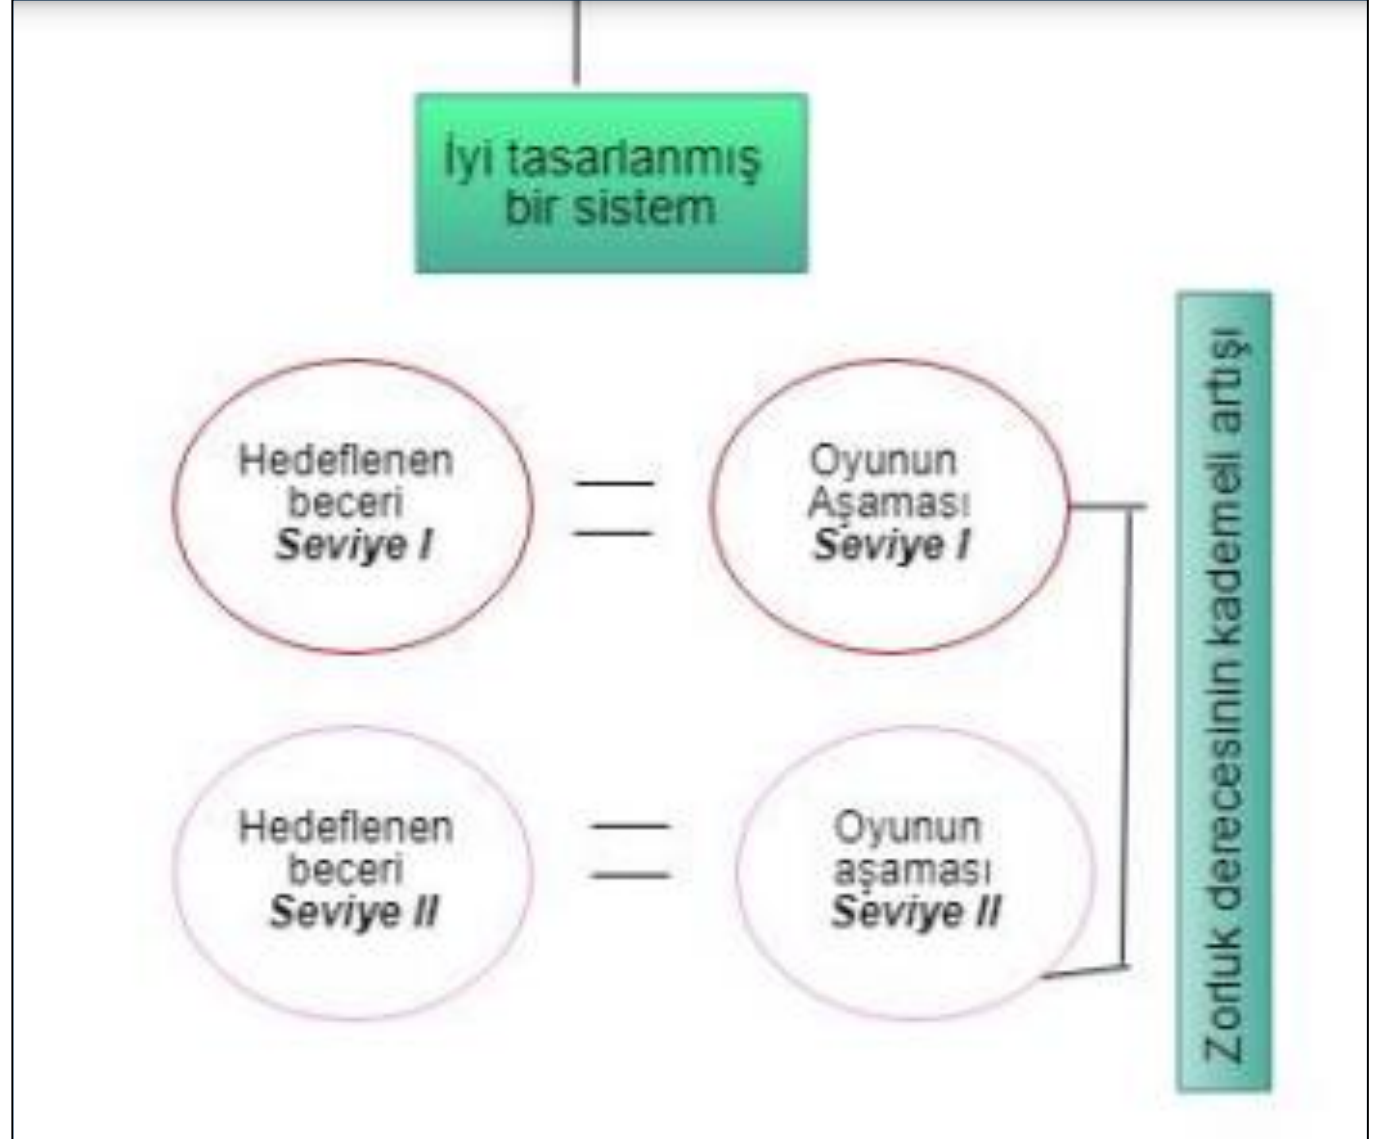 İyi tasarlanmış
bir sistem
Hedeflenen
beceri
Seviye I
Oyunun
Aşaması
Seviye I
Hedeflenen
beceri
Seviye II
Oyunun
aşaması
Seviye II
Zorluk derecesinin kademeli artışı